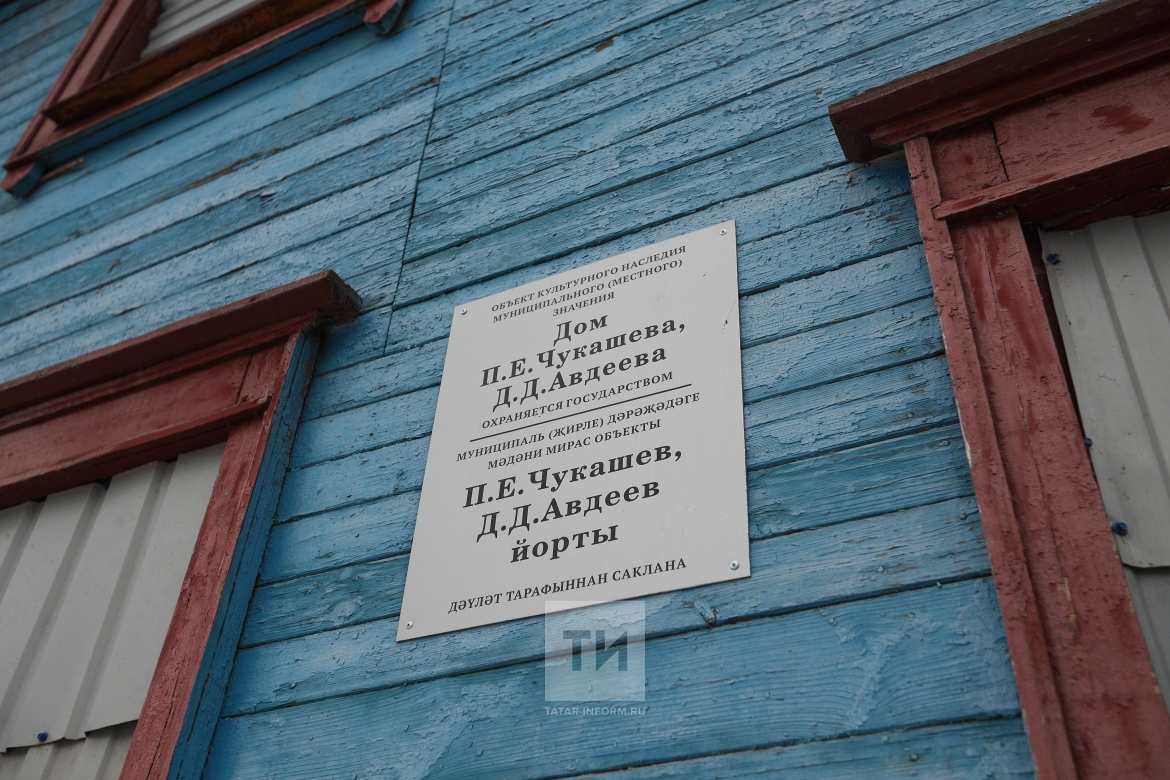 ОБЪЕКТ КУЛЬТУРНОГО НАСЛЕДИЯ
МУНИЦИПАЛЬНОГО (МЕСТНОГО)
ЗНАЧЕНИЯ
Дом
П.Е.Чукашева,
Д.Д.Авдеева
ОХРАНЯЕТСЯ ГОСУДАРСТВОМ
МУНИЦИПАЛЬ (ҖИРЛЕ) ДӘРӘҖӘДӘГЕ
МӘДӘНИ МИРАС ОБЪЕКТЫ
П.Е.Чукашев,
Д.Д.Авдеев
йорты
ДӘҮЛӘТ ТАРАФЫННАН САКЛАНА
ТИ
TATAR-INFORM.RU